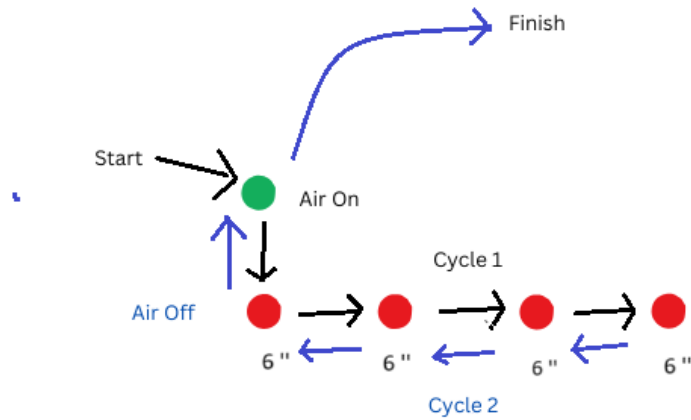 Finish
Start
Air On
Cycle 1
Air Off
6 "
6 "
6 "
6 "
Cycle 2